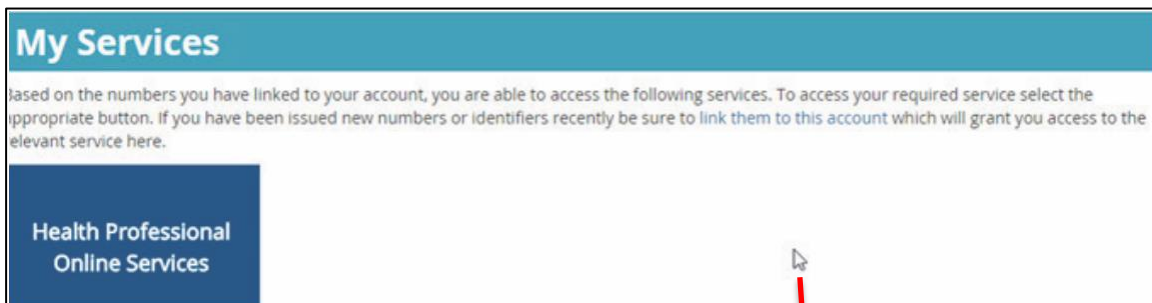 My Services
ased on the numbers you have linked to your account, you are able to access the following services. To access your required service select the
ppropriate button. If you have been issued new numbers or identifiers recently be sure to link them to this account which will grant you access to the
elevant service here.
Health Professional
Online Services